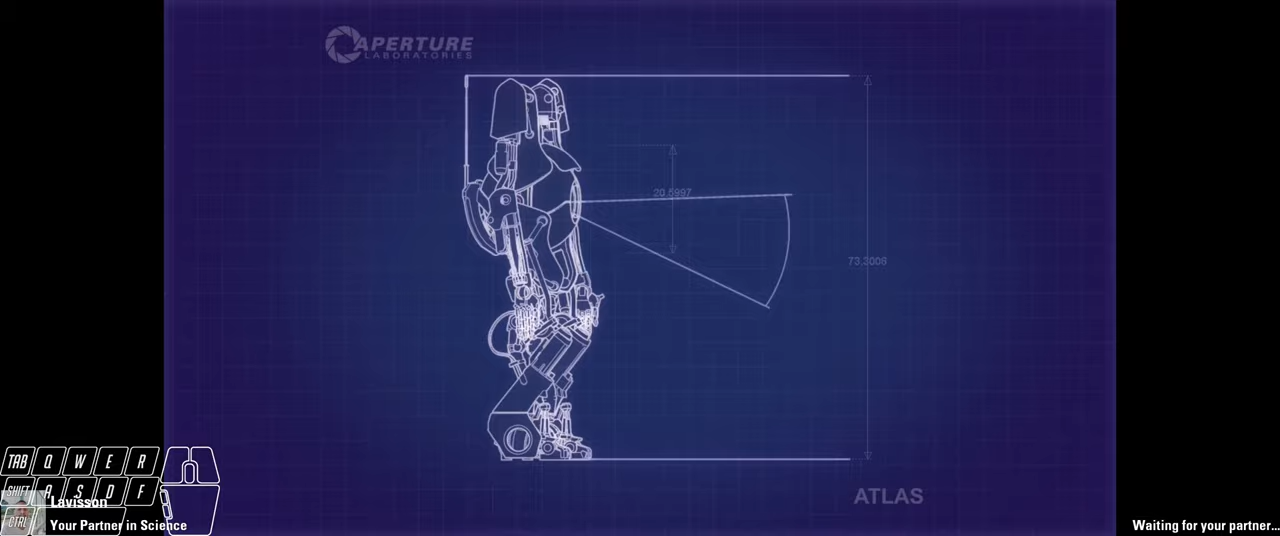 APERTURE
LABORATORIES
20.5997
73.3006
ATLAS
TAB Q W E R
SHIFT A S D F
CTRL
Lavisson
Your Partner in Science
Waiting for your partner...